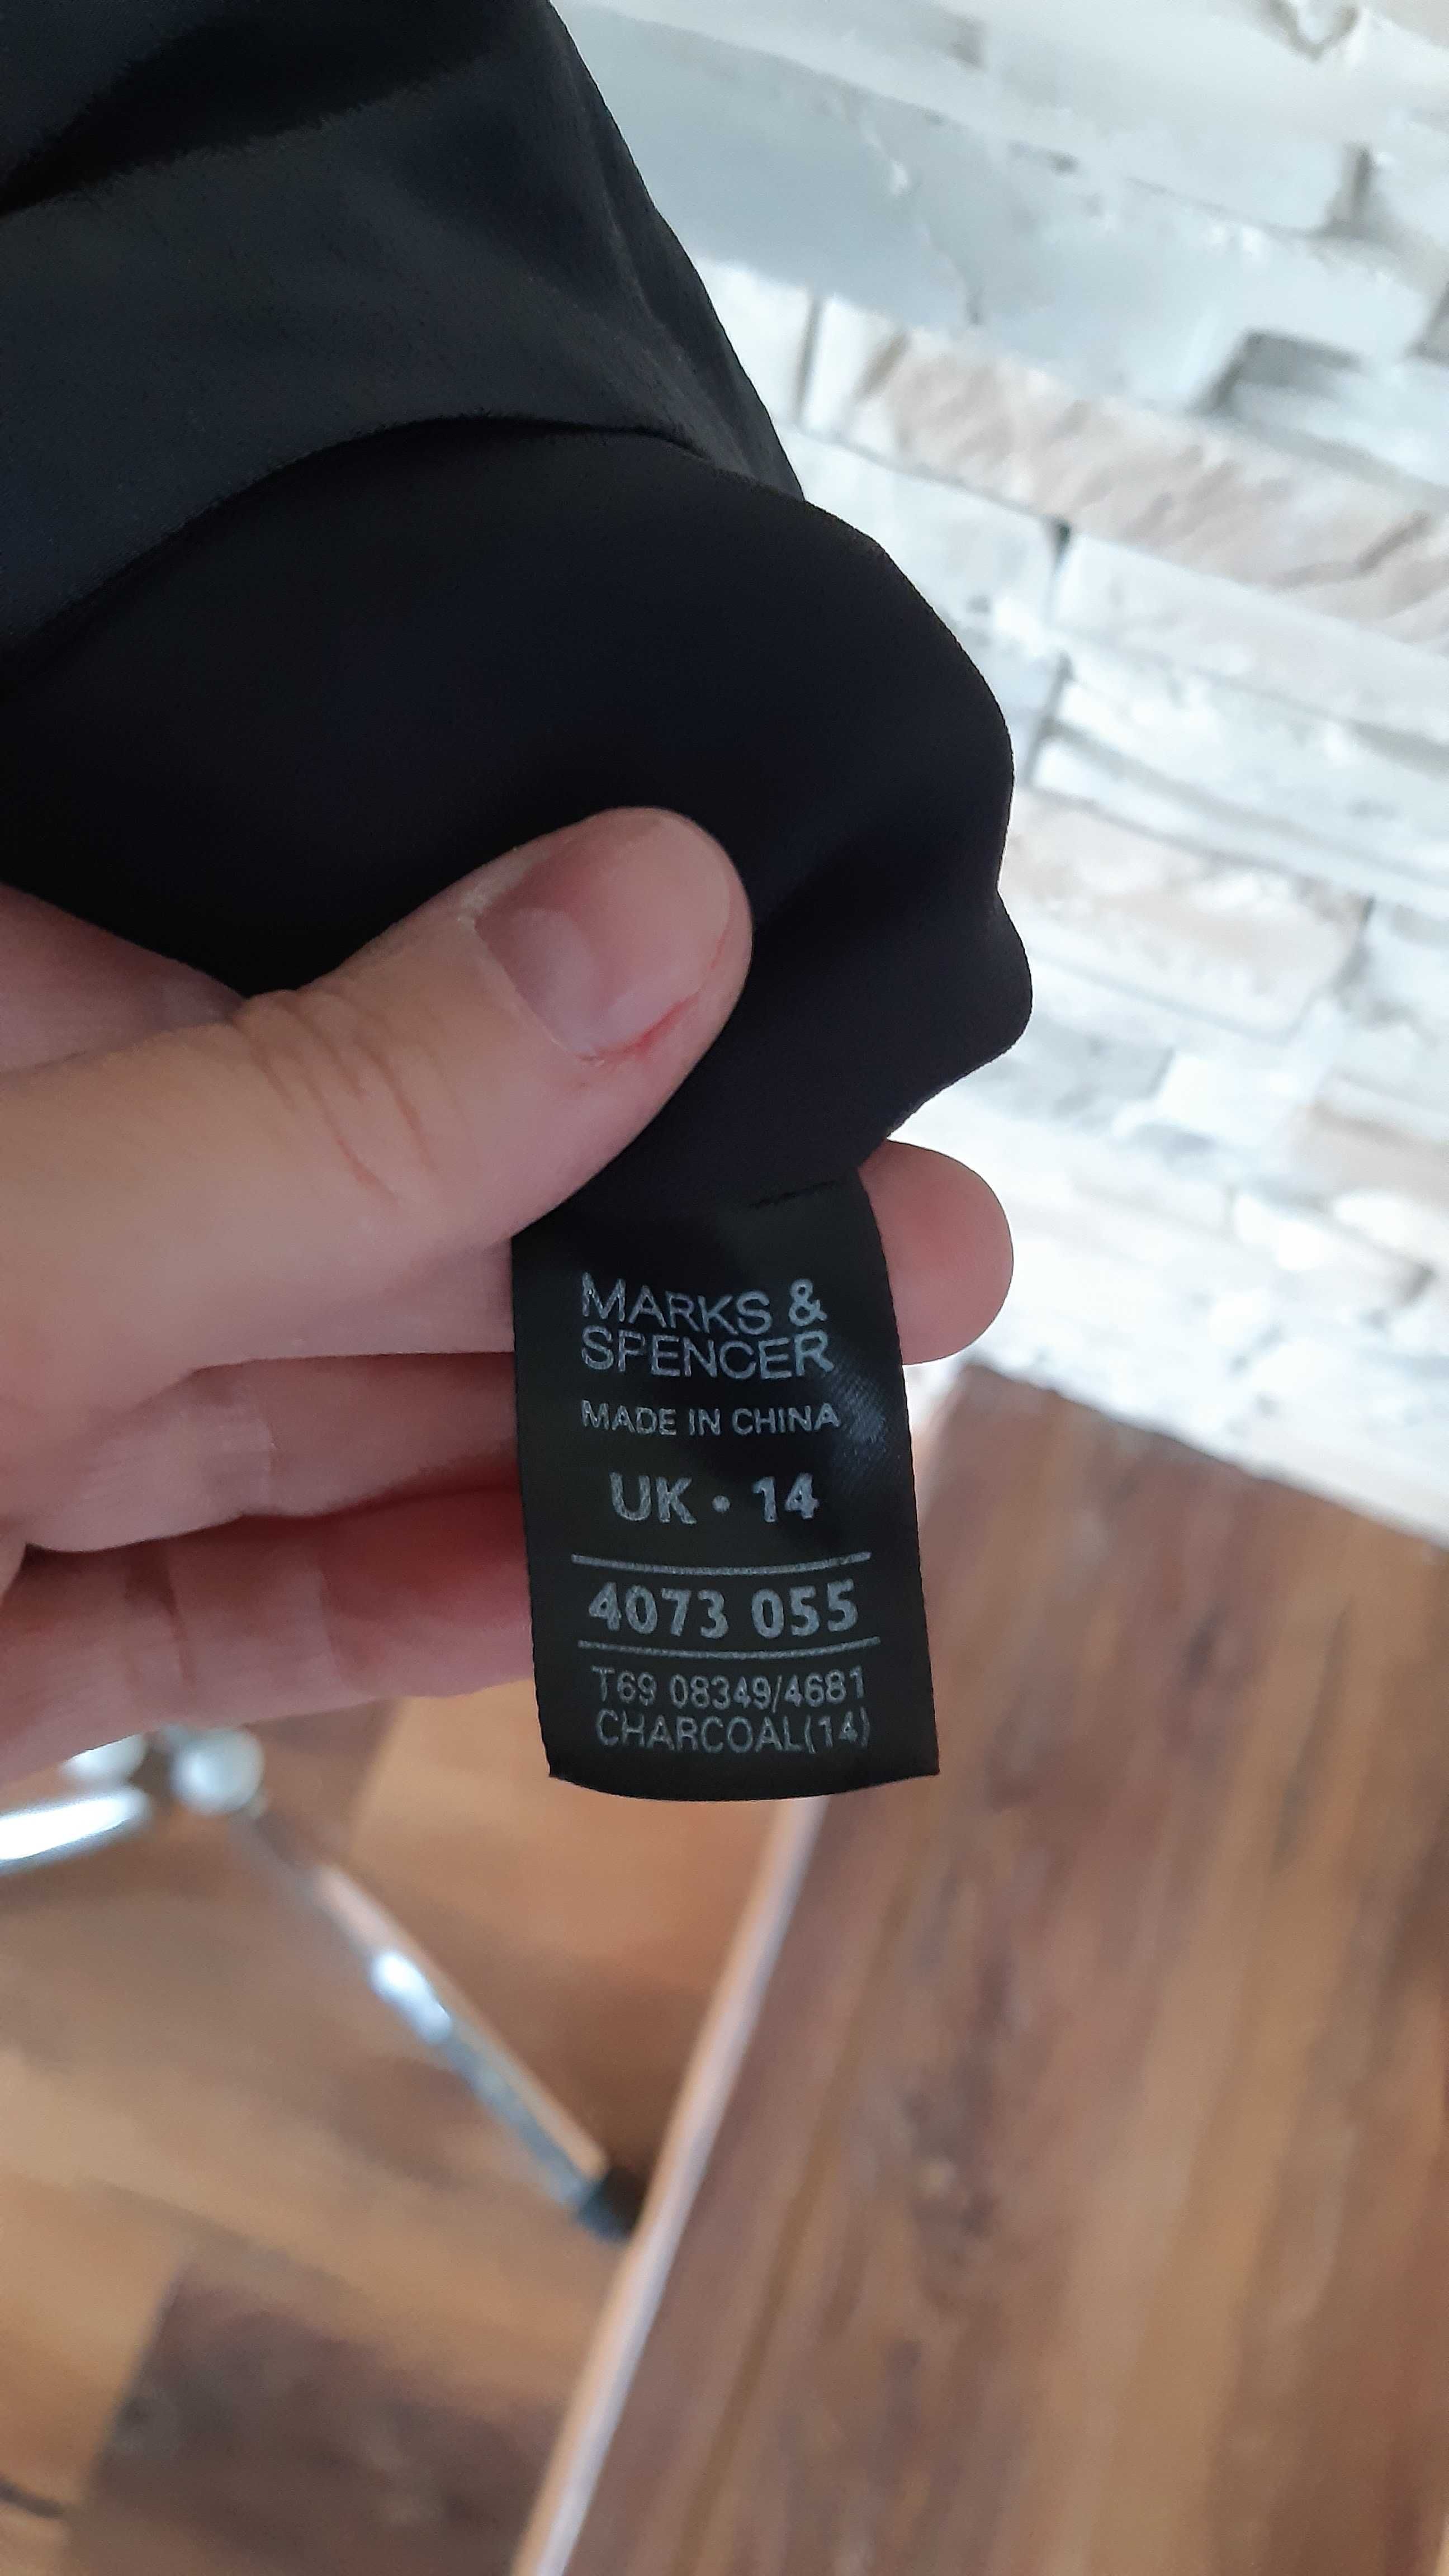 MARKS &
SPENCER
MADE IN CHINA
UK • 14
4073 055
T69 08349/4681
CHARCOAL(14)